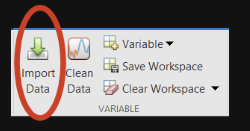 Import Data
Clean Data
Variable
Save Workspace
Clear Workspace
VARIABLE